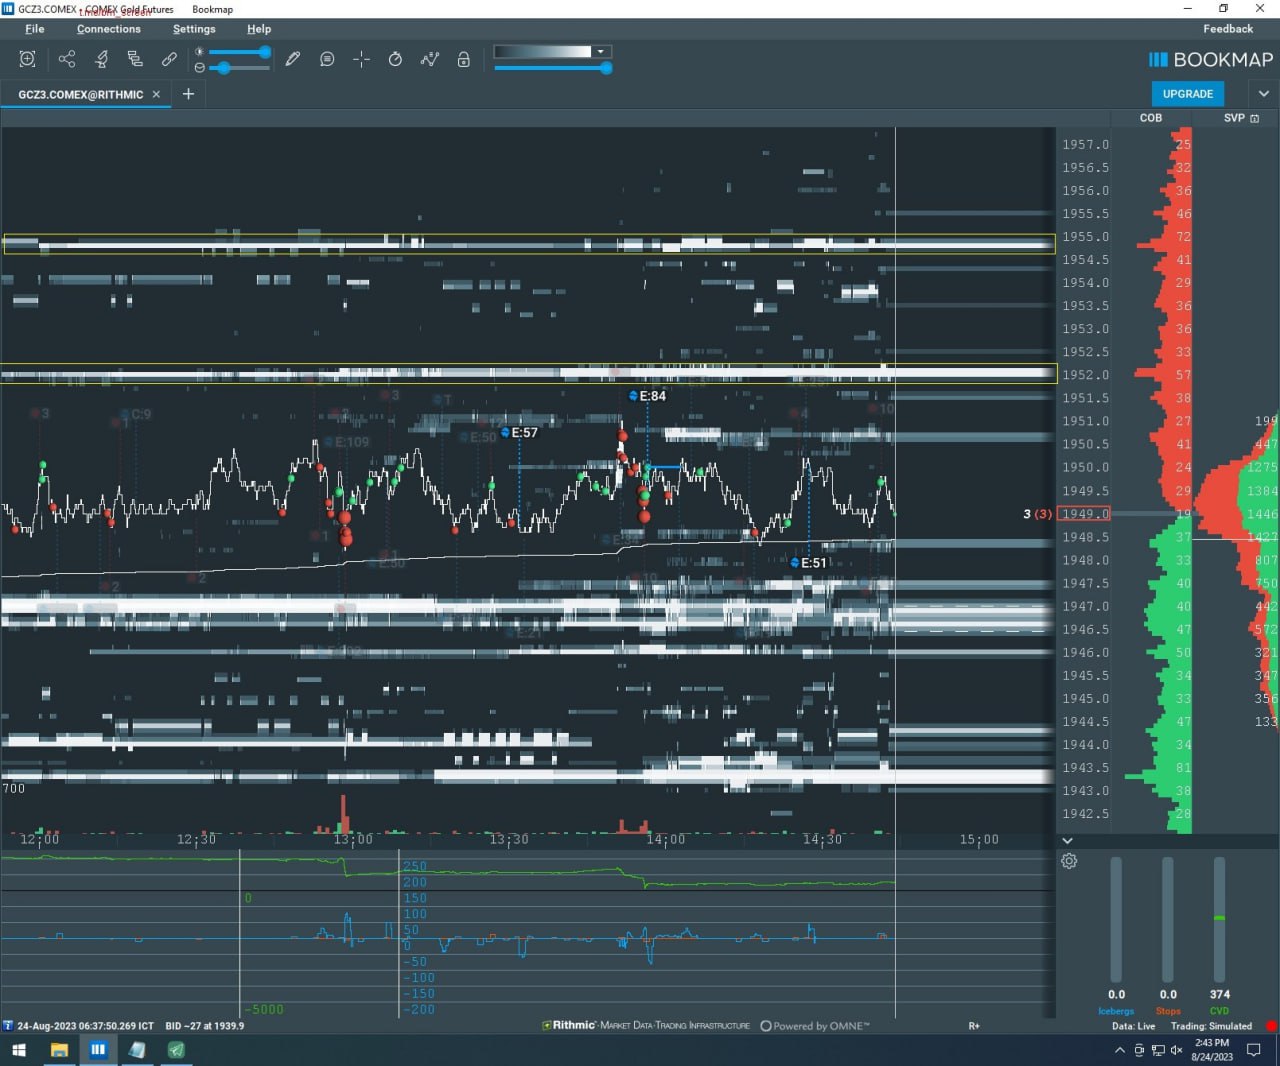 GCZ3.COMEX - COMEX Gold Futures Bookmap
t.me/bm_screen
File Connections Settings Help Feedback
BOOKMAP
GCZ3.COMEX@RITHMIC × + UPGRADE
COB SVP
1957.0 25
1956.5 32
1956.0 36
1955.5 46
1955.0 72
1954.5 41
1954.0 29
1953.5 36
1953.0 36
1952.5 33
1952.0 57
1951.5 38
1951.0 27 199
1950.5 41 447
1950.0 24 1275
1949.5 29 1384
3 (3) 1949.0 19 1446
1948.5 37 1427
1948.0 33 807
1947.5 40 750
1947.0 40 442
1946.5 47 572
1946.0 50 321
1945.5 34 347
1945.0 33 356
1944.5 47 133
1944.0 34
1943.5 81
1943.0 38
1942.5 28
E:84
E:57
E:109
E:50
C:9
E:51
E:50
E:21
700
12:00 12:30 13:00 13:30 14:00 14:30 15:00
250
200
150
100
50
0
-50
-100
-150
-200
0
-5000
0.0 0.0 374
Icebergs Stops CVD
24-Aug-2023 06:37:50.269 ICT BID ~27 at 1939.9 Rithmic · MARKET DATA·TRADING INFRASTRUCTURE Powered by OMNE™ R+ Data: Live Trading: Simulated
2:43 PM
8/24/2023